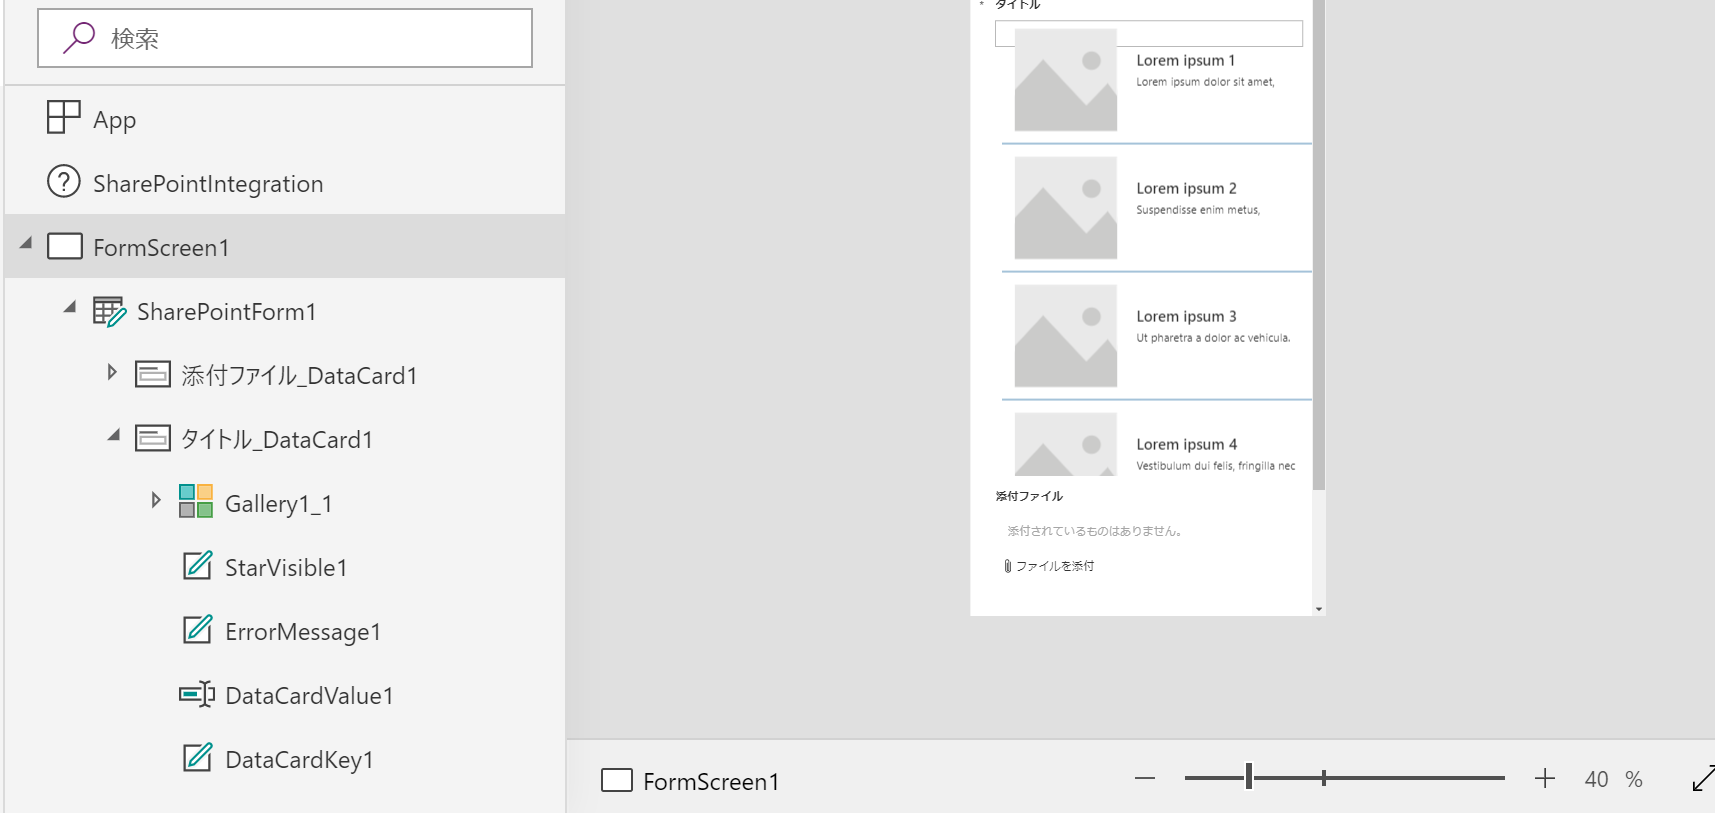 検索
App
SharePointIntegration
FormScreen1
SharePointForm1
添付ファイル_DataCard1
タイトル_DataCard1
Gallery1_1
StarVisible1
ErrorMessage1
DataCardValue1
DataCardKey1
* タイトル
Lorem ipsum 1
Lorem ipsum dolor sit amet,
Lorem ipsum 2
Suspendisse enim metus,
Lorem ipsum 3
Ut pharetra a dolor ac vehicula.
Lorem ipsum 4
Vestibulum dui felis, fringilla nec
添付ファイル
添付されているものはありません。
ファイルを添付
FormScreen1
40 %